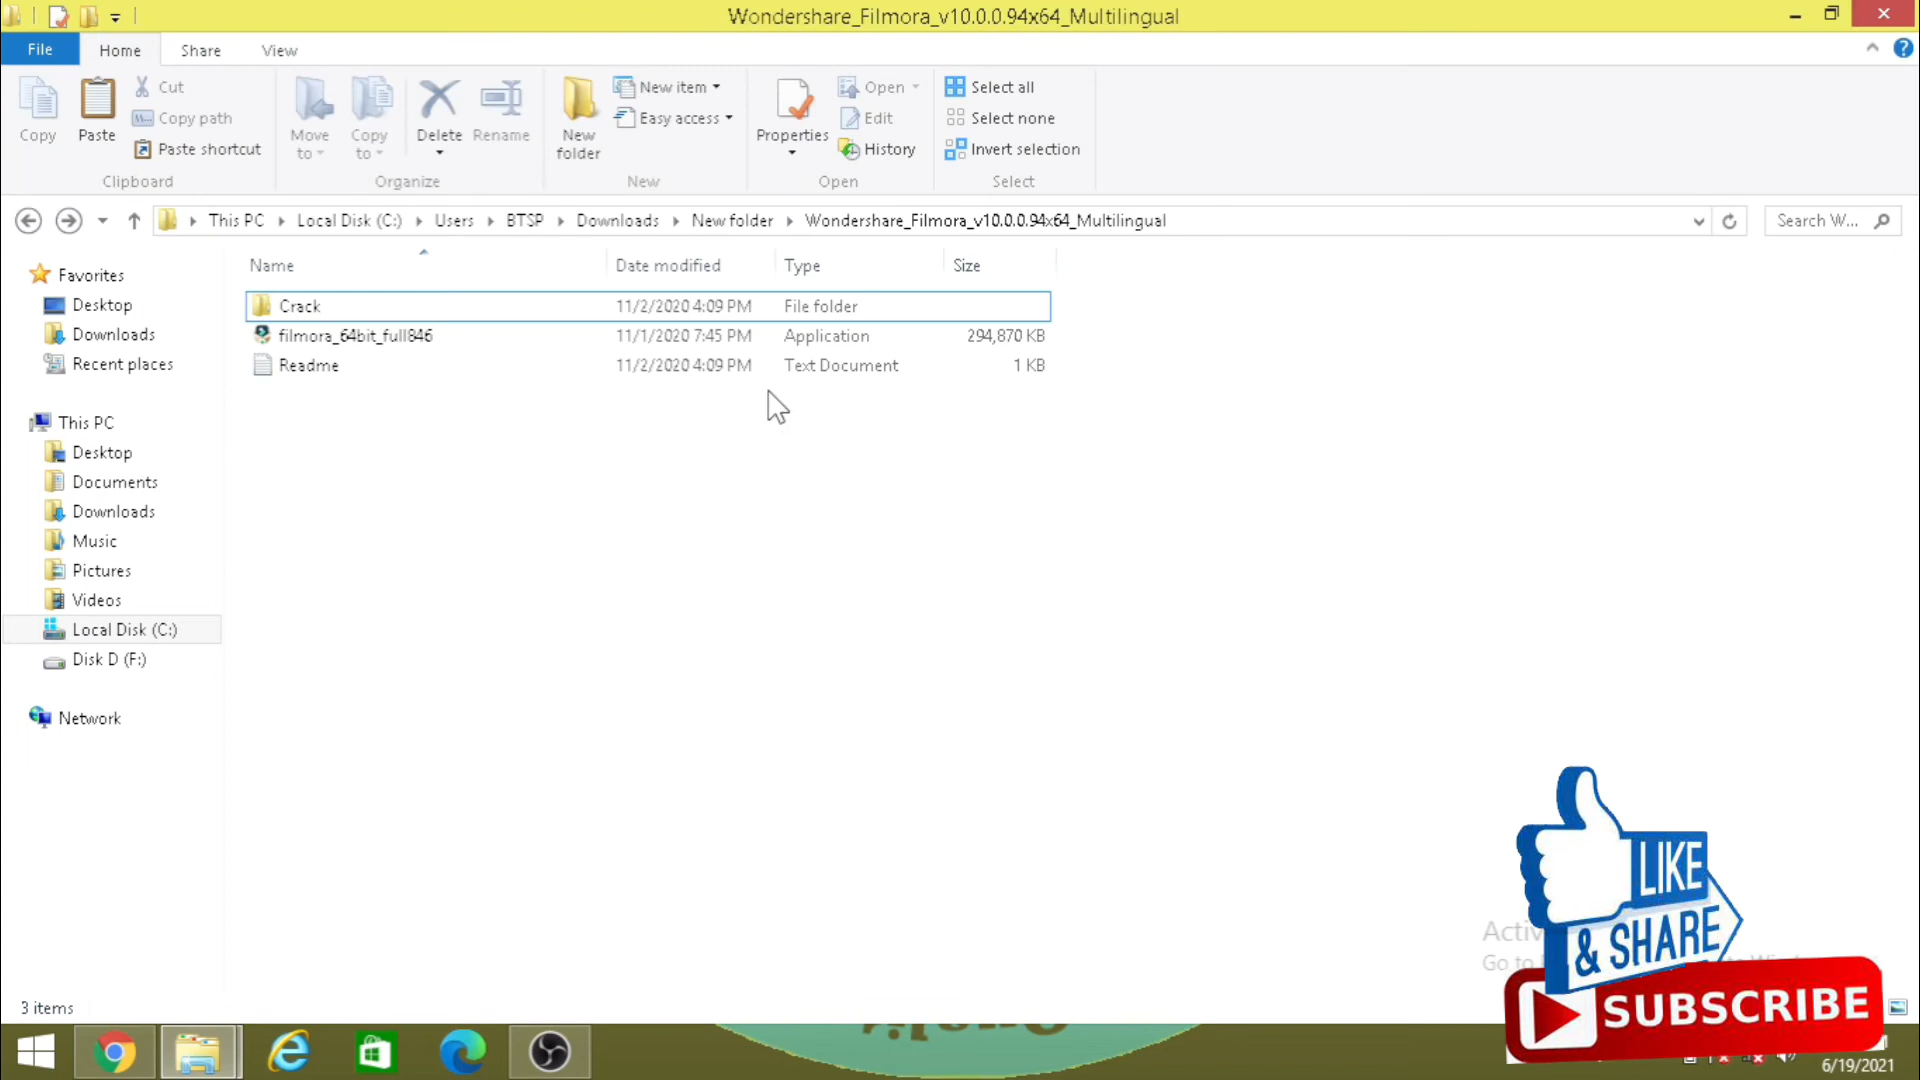 Wondershare_Filmora_v10.0.0.94x64_Multilingual
File Home Share View
Copy
Paste
Cut
Copy path
Paste shortcut
Clipboard
Move to
Copy to
Delete
Rename
Organize
New folder
New item
Easy access
New
Properties
Open
Edit
History
Open
Select all
Select none
Invert selection
Select
This PC Local Disk (C:) Users BTSP Downloads New folder Wondershare_Filmora_v10.0.0.94x64_Multilingual
Search W...
Favorites
Desktop
Downloads
Recent places
This PC
Desktop
Documents
Downloads
Music
Pictures
Videos
Local Disk (C:)
Disk D (F:)
Network
Name Date modified Type Size
Crack 11/2/2020 4:09 PM File folder
filmora_64bit_full846 11/1/2020 7:45 PM Application 294,870 KB
Readme 11/2/2020 4:09 PM Text Document 1 KB
LIKE
& SHARE
SUBSCRIBE
Go to
3 items
6/19/2021